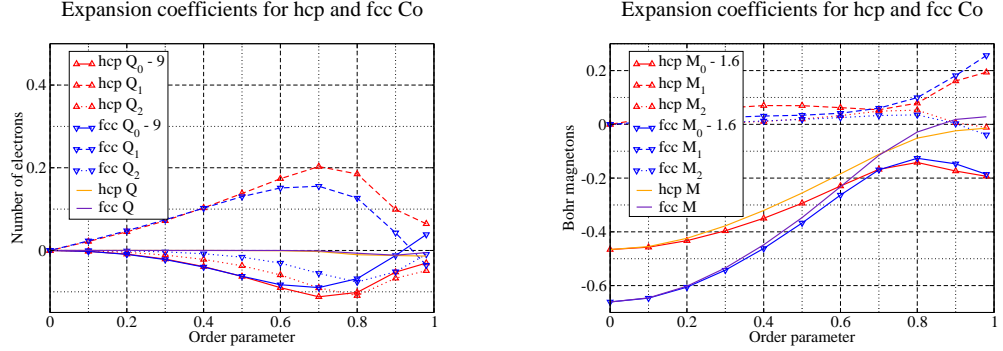 Expansion coefficients for hcp and fcc Co
Number of electrons
0.4
0.2
0
hcp Q0 - 9
hcp Q1
hcp Q2
fcc Q0 - 9
fcc Q1
fcc Q2
hcp Q
fcc Q
0 0.2 0.4 0.6 0.8 1
Order parameter
Expansion coefficients for hcp and fcc Co
Bohr magnetons
0.2
0
-0.2
-0.4
-0.6
hcp M0 - 1.6
hcp M1
hcp M2
fcc M0 - 1.6
fcc M1
fcc M2
hcp M
fcc M
0 0.2 0.4 0.6 0.8 1
Order parameter